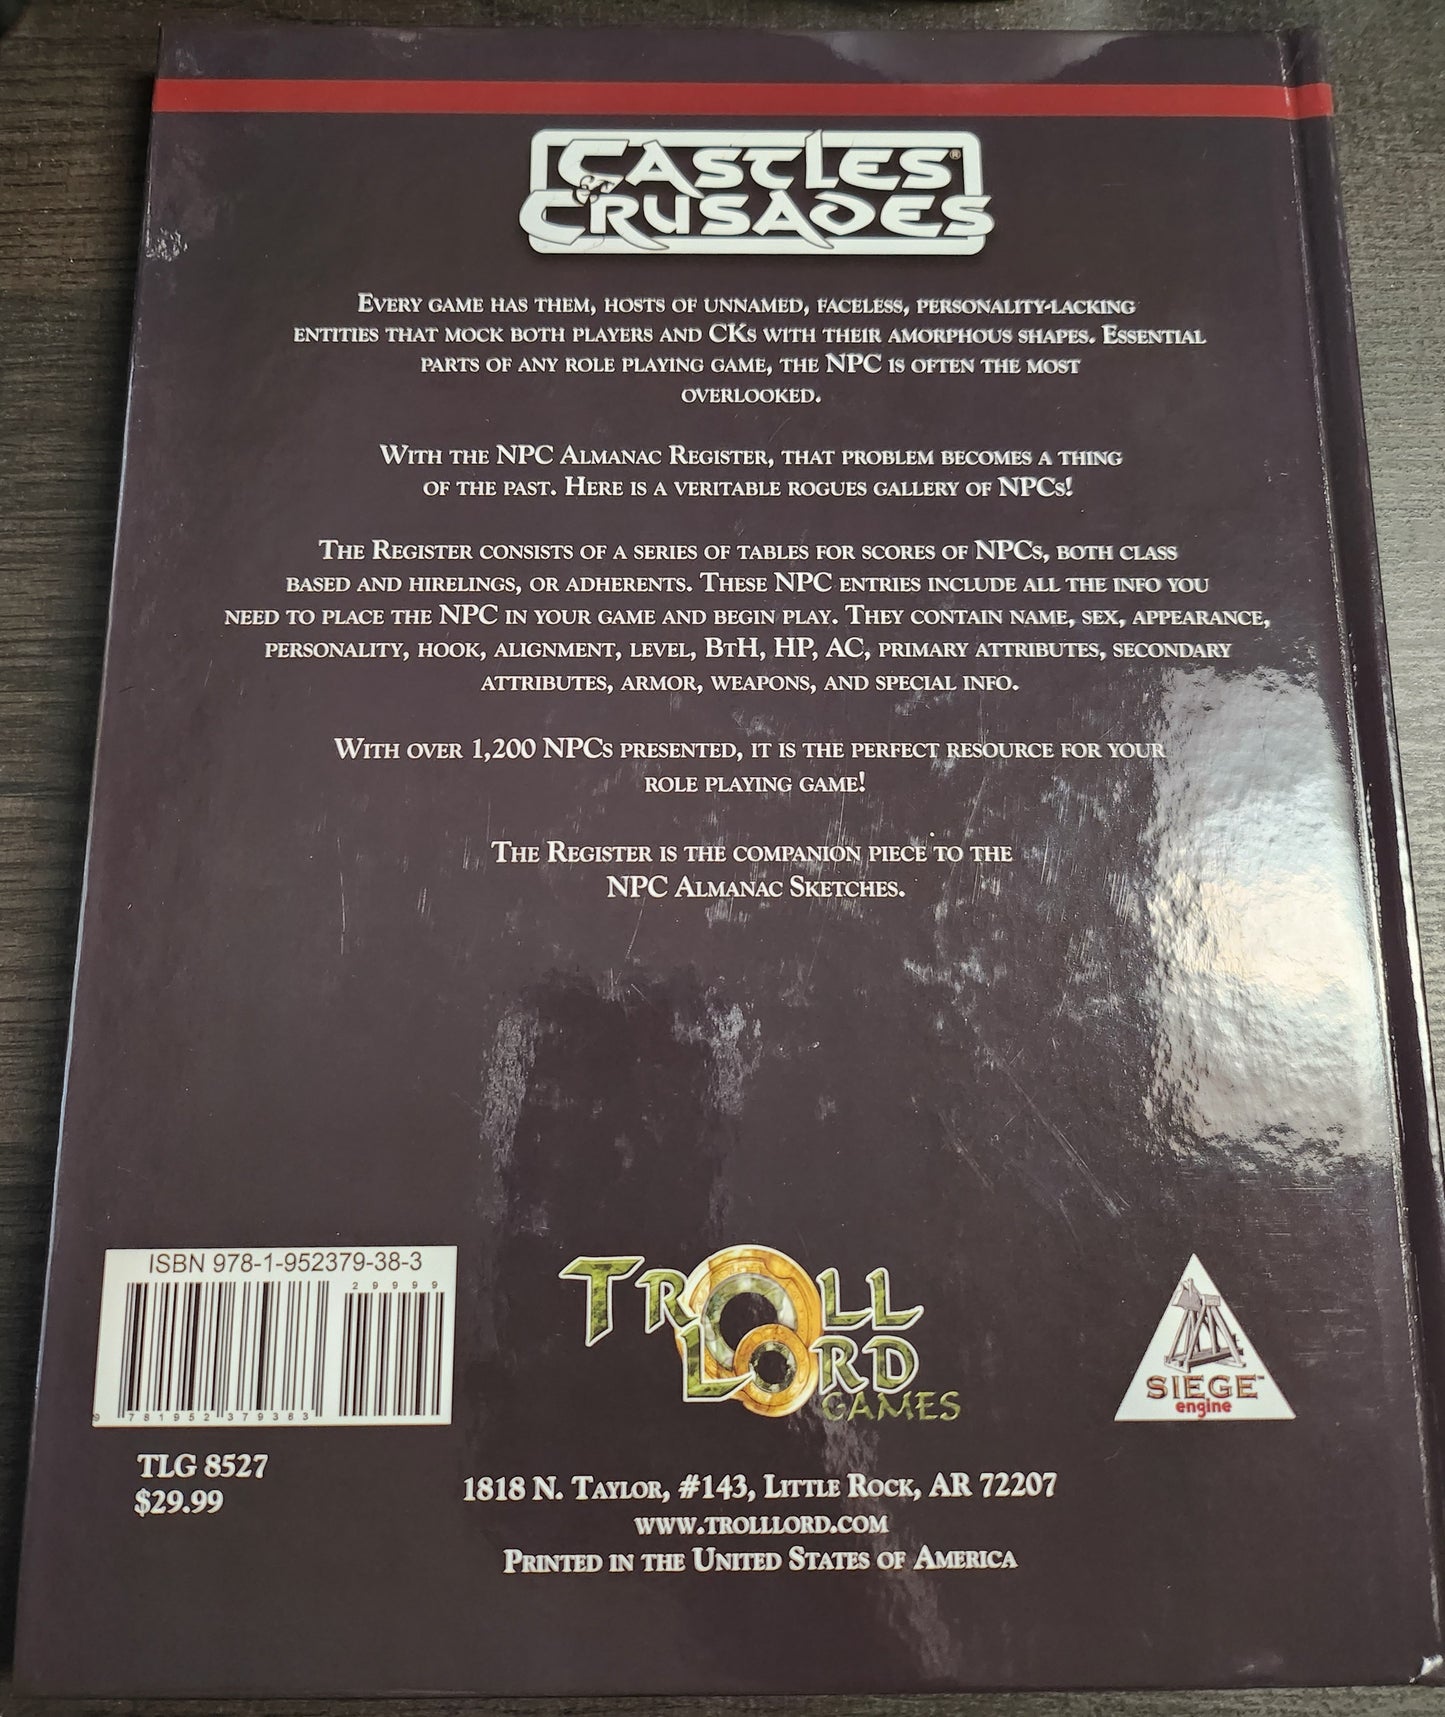 CASTLES®
& CRUSADES
Every game has them, hosts of unnamed, faceless, personality-lacking
entities that mock both players and CKs with their amorphous shapes. Essential
parts of any role playing game, the NPC is often the most
overlooked.
With the NPC Almanac Register, that problem becomes a thing
of the past. Here is a veritable rogues gallery of NPCs!
The Register consists of a series of tables for scores of NPCs, both class
based and hirelings, or adherents. These NPC entries include all the info you
need to place the NPC in your game and begin play. They contain name, sex, appearance,
personality, hook, alignment, level, BtH, HP, AC, primary attributes, secondary
attributes, armor, weapons, and special info.
With over 1,200 NPCs presented, it is the perfect resource for your
role playing game!
The Register is the companion piece to the
NPC Almanac Sketches.
ISBN 978-1-952379-38-3
29999
9 781952 379383
TROLL
LORD
GAMES
SIEGE™
engine
TLG 8527
$29.99
1818 N. Taylor, #143, Little Rock, AR 72207
www.trolllord.com
Printed in the United States of America